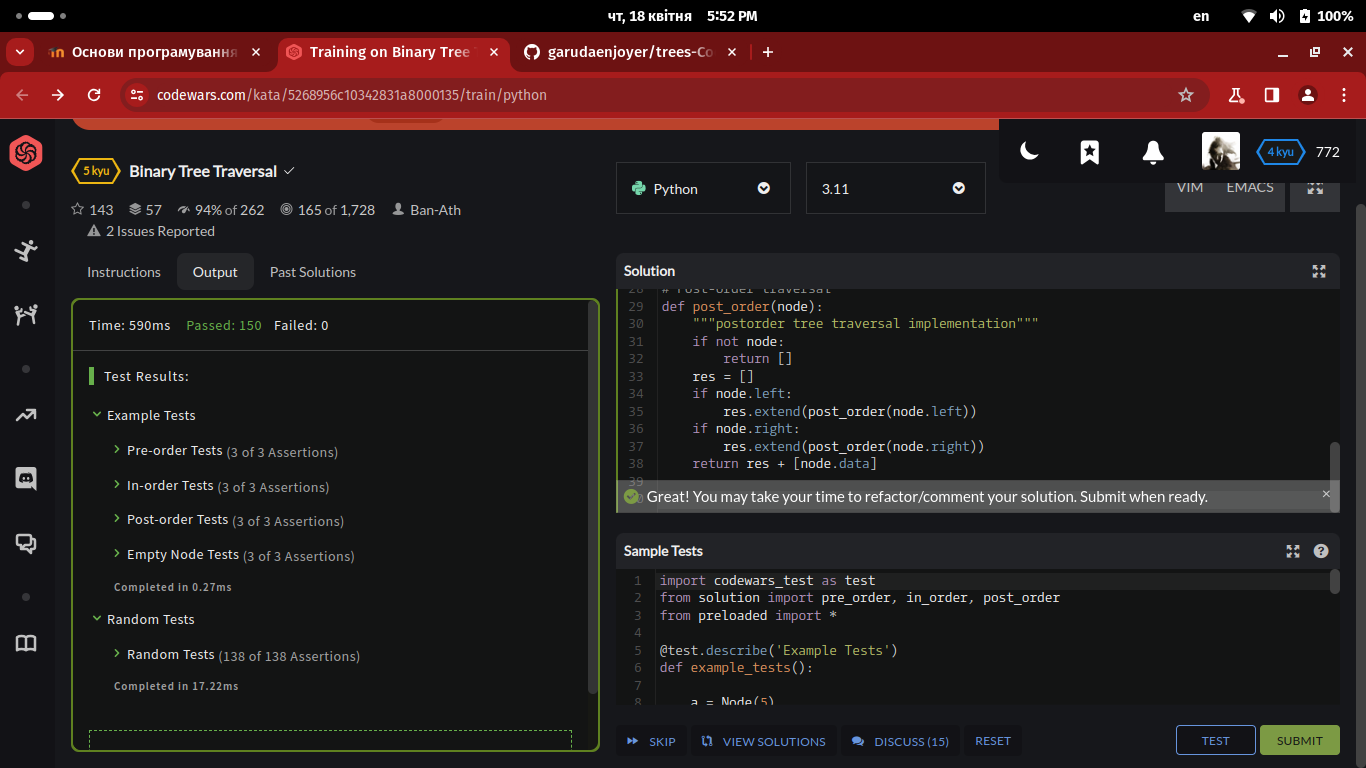 чт, 18 квітня 5:52 PM
en
100%
Основи програмування
Training on Binary Tree
garudaenjoyer/trees-Co
codewars.com/kata/5268956c10342831a8000135/train/python
4 kyu
772
5 kyu
Binary Tree Traversal
143
57
94% of 262
165 of 1,728
Ban-Ath
2 Issues Reported
Python
3.11
VIM
EMACS
Instructions
Output
Past Solutions
Time: 590ms Passed: 150 Failed: 0
Test Results:
Example Tests
Pre-order Tests (3 of 3 Assertions)
In-order Tests (3 of 3 Assertions)
Post-order Tests (3 of 3 Assertions)
Empty Node Tests (3 of 3 Assertions)
Completed in 0.27ms
Random Tests
Random Tests (138 of 138 Assertions)
Completed in 17.22ms
Solution
28 # Post-order traversal
29 def post_order(node):
30 """postorder tree traversal implementation"""
31 if not node:
32 return []
33 res = []
34 if node.left:
35 res.extend(post_order(node.left))
36 if node.right:
37 res.extend(post_order(node.right))
38 return res + [node.data]
39
Great! You may take your time to refactor/comment your solution. Submit when ready.
Sample Tests
1 import codewars_test as test
2 from solution import pre_order, in_order, post_order
3 from preloaded import *
4
5 @test.describe('Example Tests')
6 def example_tests():
7
8 a = Node(5)
SKIP
VIEW SOLUTIONS
DISCUSS (15)
RESET
TEST
SUBMIT